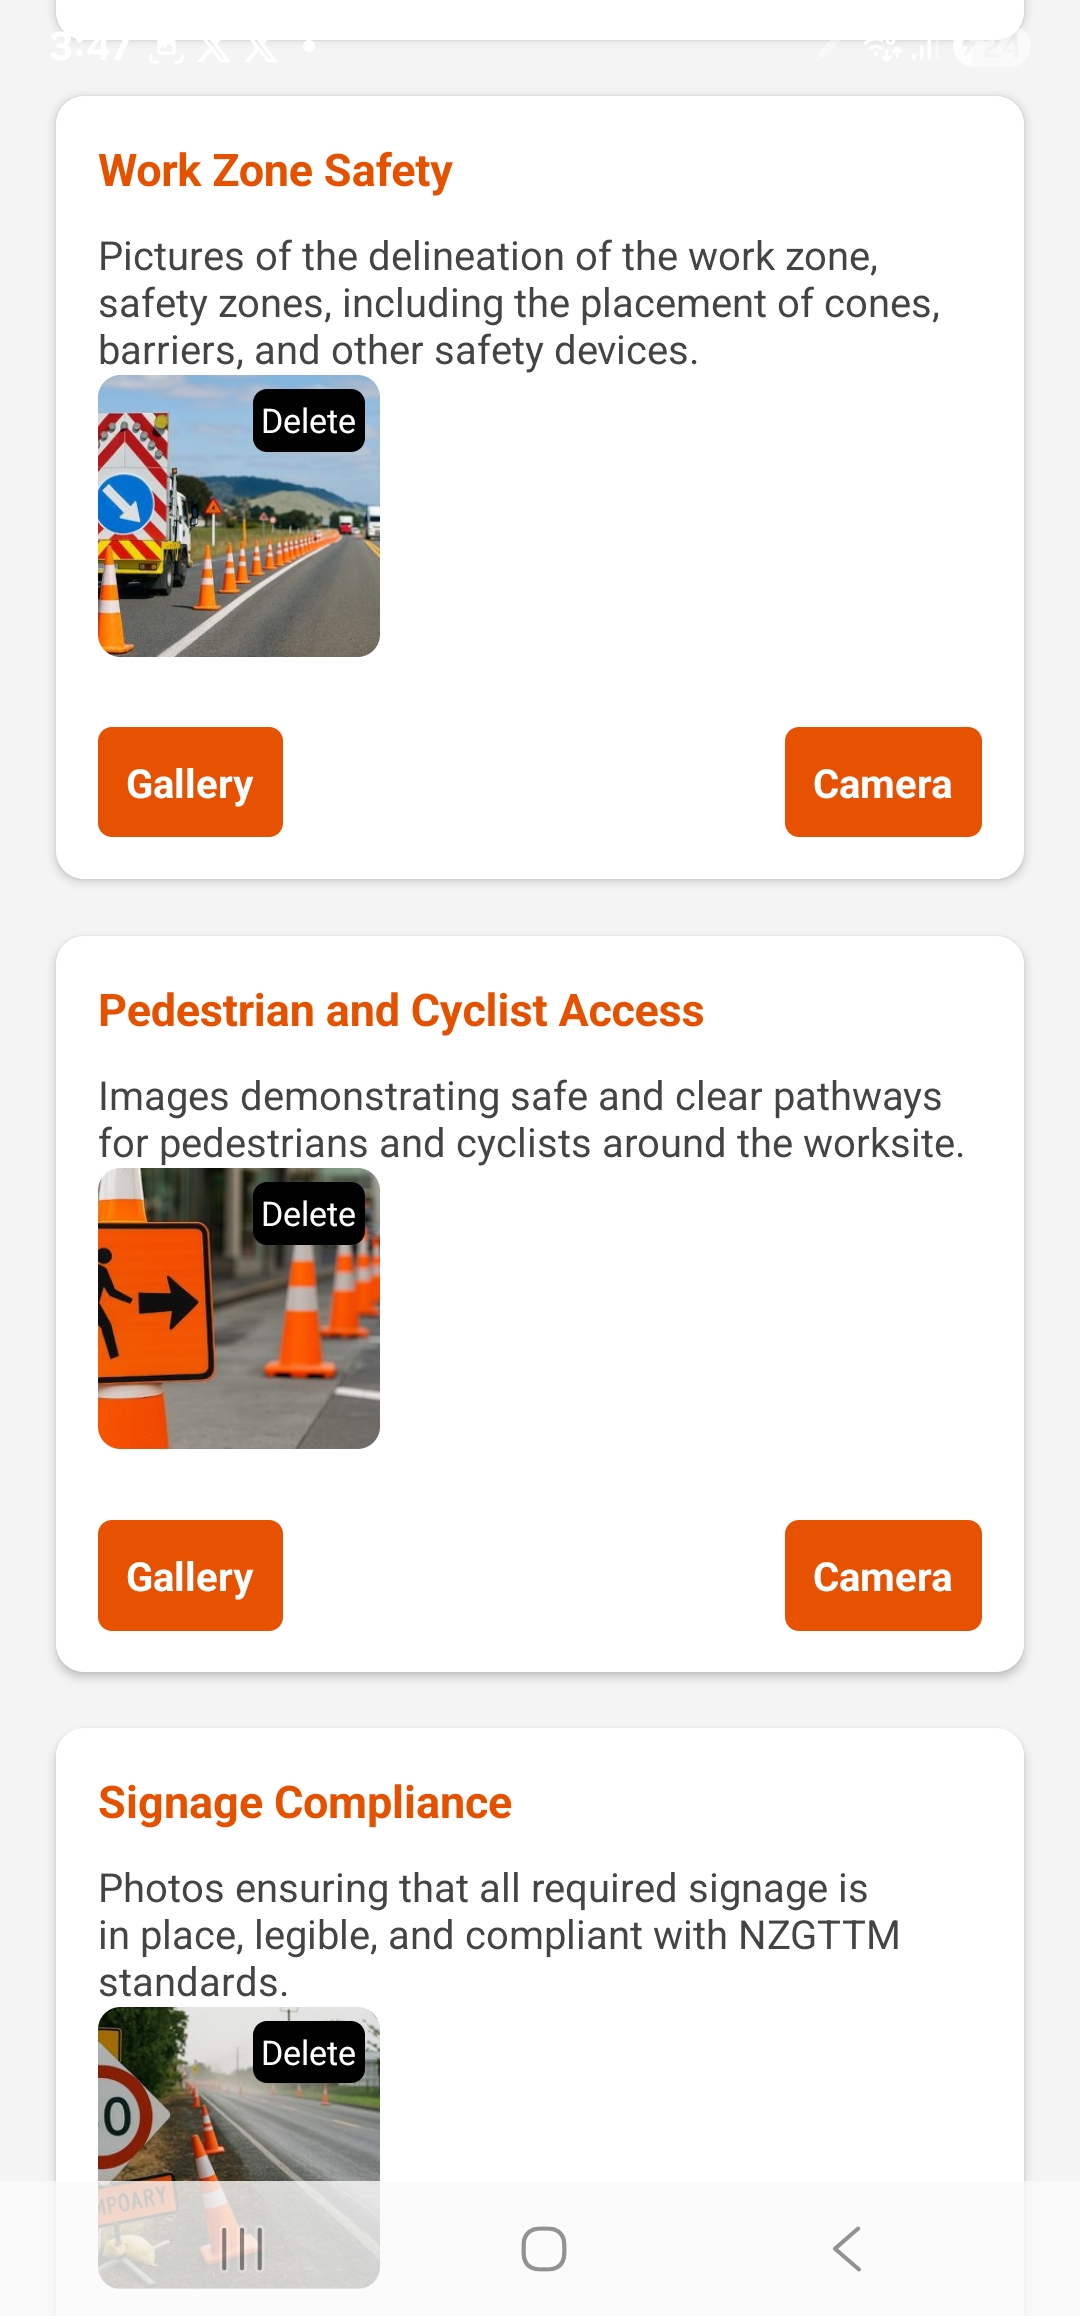 3:47
724
Work Zone Safety
Pictures of the delineation of the work zone,
safety zones, including the placement of cones,
barriers, and other safety devices.
Delete
Gallery
Camera
Pedestrian and Cyclist Access
Images demonstrating safe and clear pathways
for pedestrians and cyclists around the worksite.
Delete
Gallery
Camera
Signage Compliance
Photos ensuring that all required signage is
in place, legible, and compliant with NZGTTM
standards.
Delete
0
MPOARY